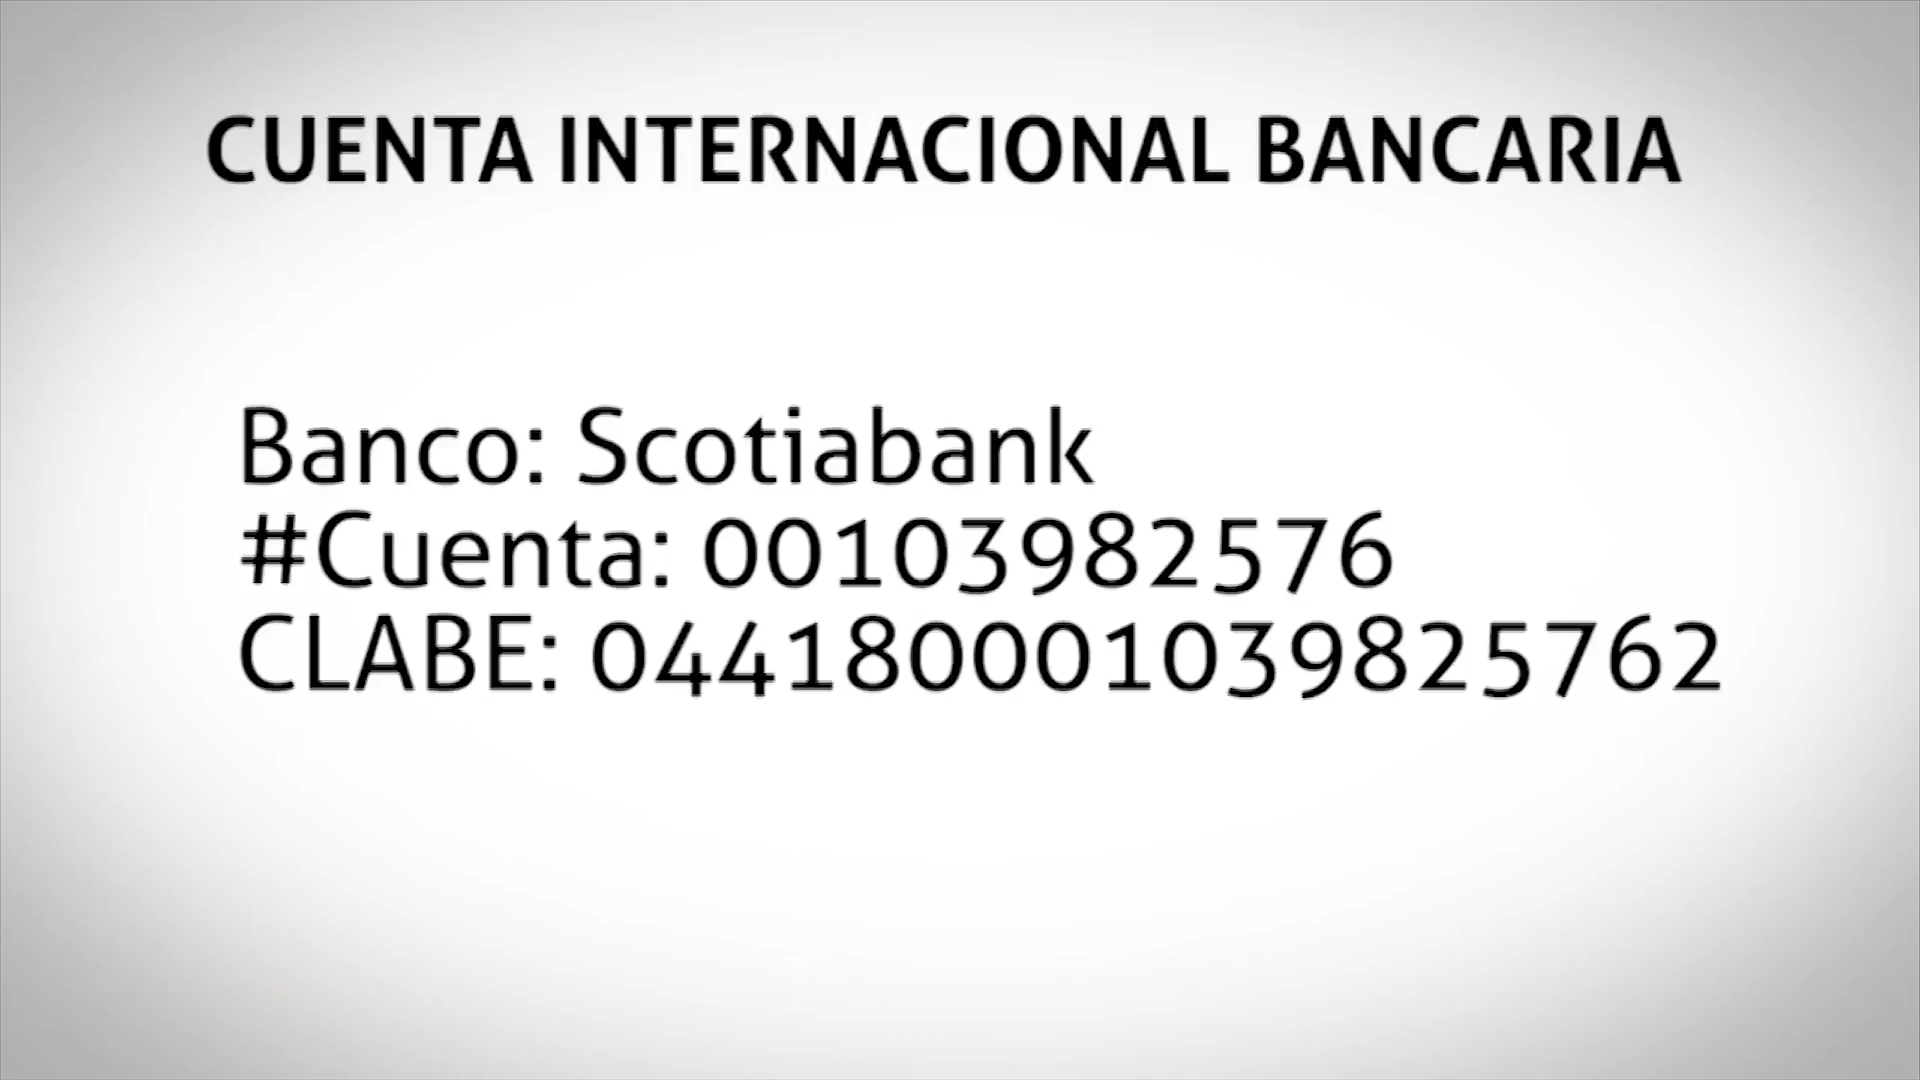 CUENTA INTERNACIONAL BANCARIA
Banco: Scotiabank
#Cuenta: 00103982576
CLABE: 044180001039825762